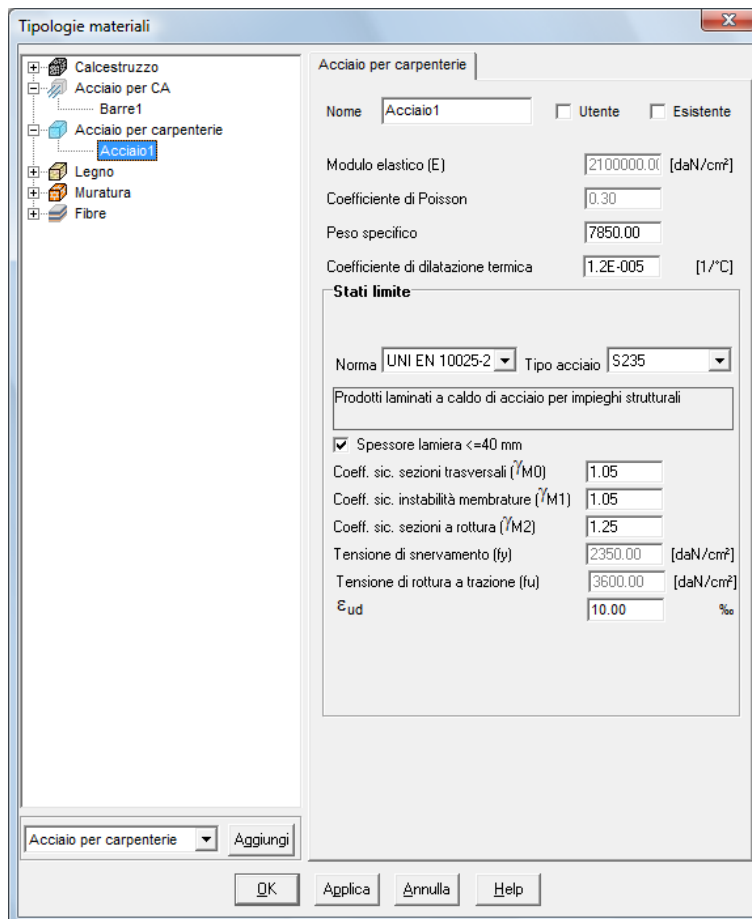 Tipologie materiali
Calcestruzzo
Acciaio per CA
Barre1
Acciaio per carpenterie
Acciaio1
Legno
Muratura
Fibre
Acciaio per carpenterie Aggiungi
Acciaio per carpenterie
Nome Acciaio1 Utente Esistente
Modulo elastico (E) 2100000.00 [daN/cm²]
Coefficiente di Poisson 0.30
Peso specifico 7850.00
Coefficiente di dilatazione termica 1.2E-005 [1/°C]
Stati limite
Norma UNI EN 10025-2 Tipo acciaio S235
Prodotti laminati a caldo di acciaio per impieghi strutturali
Spessore lamiera <=40 mm
Coeff. sic. sezioni trasversali (γM0) 1.05
Coeff. sic. instabilità membrature (γM1) 1.05
Coeff. sic. sezioni a rottura (γM2) 1.25
Tensione di snervamento (fy) 2350.00 [daN/cm²]
Tensione di rottura a trazione (fu) 3600.00 [daN/cm²]
εud 10.00 ‰
OK Applica Annulla Help